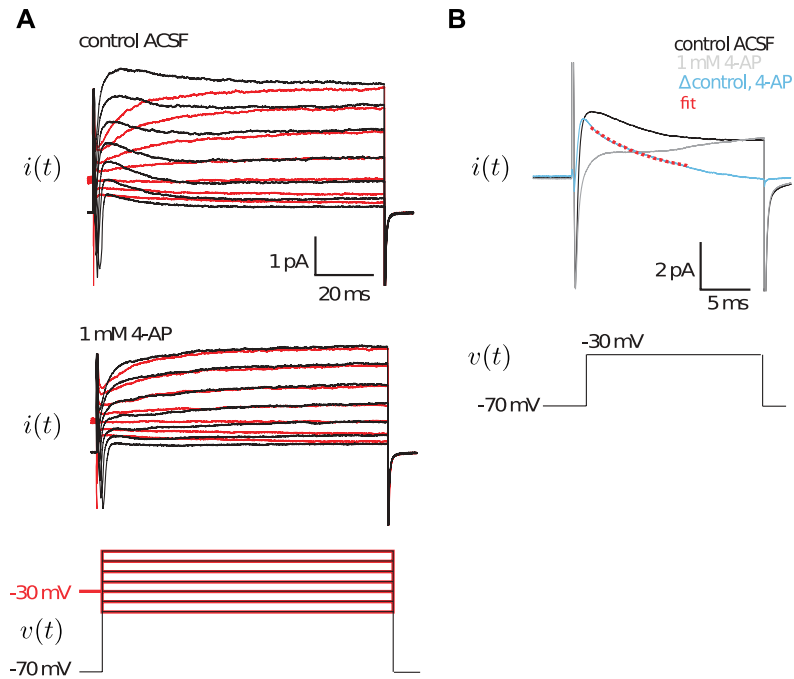 A
control ACSF
i(t)
1 pA
20 ms
1 mM 4-AP
i(t)
-30 mV
v(t)
-70 mV
B
control ACSF
1 mM 4-AP
Δcontrol, 4-AP
fit
i(t)
2 pA
5 ms
v(t)
-30 mV
-70 mV